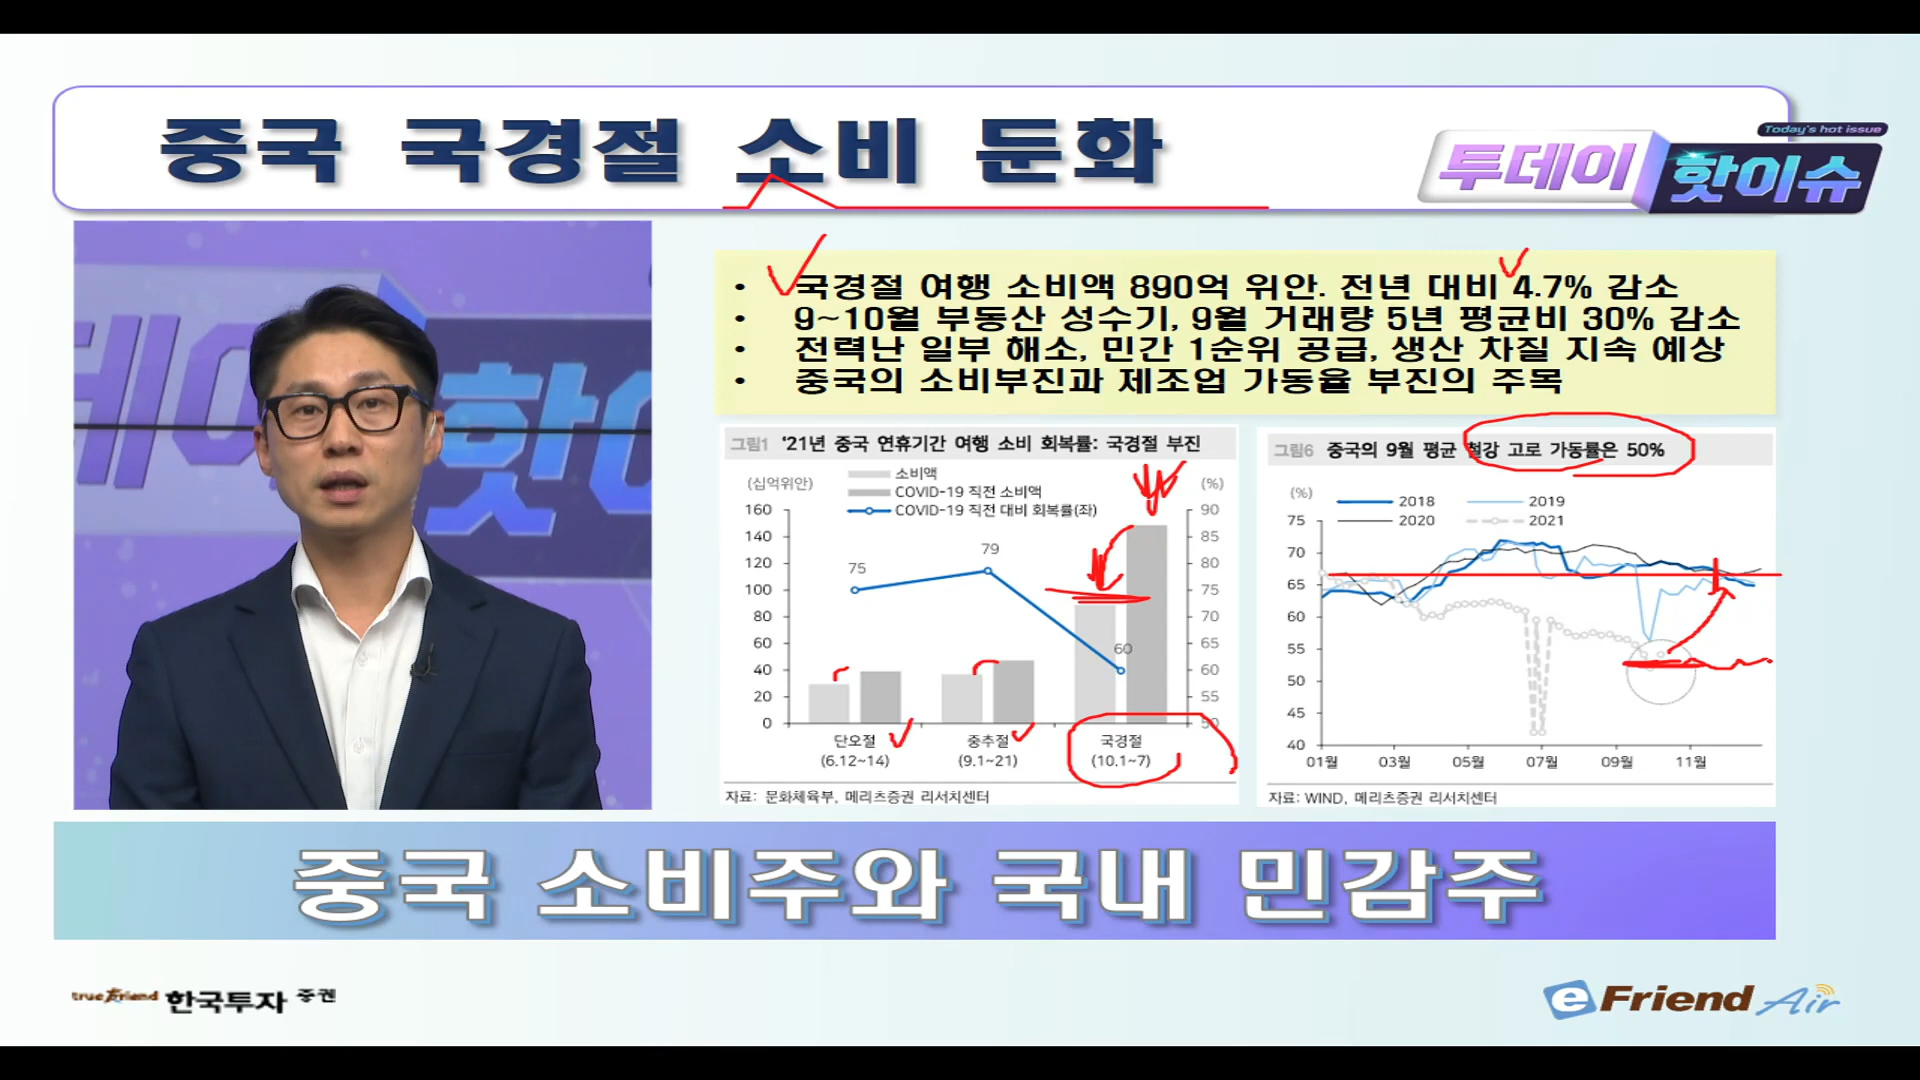 중국 국경절 소비 둔화
Today's hot issue
투데이 핫이슈
• 국경절 여행 소비액 890억 위안. 전년 대비 4.7% 감소
• 9~10월 부동산 성수기, 9월 거래량 5년 평균비 30% 감소
• 전력난 일부 해소, 민간 1순위 공급, 생산 차질 지속 예상
• 중국의 소비부진과 제조업 가동율 부진의 주목
그림1 '21년 중국 연휴기간 여행 소비 회복률: 국경절 부진
(십억위안)
소비액
COVID-19 직전 소비액
COVID-19 직전 대비 회복률(좌)
(%)
160
140
120
100
80
60
40
20
0
75
79
60
90
85
80
75
70
65
60
55
50
단오절 중추절 국경절
(6.12~14) (9.1~21) (10.1~7)
자료: 문화체육부, 메리츠증권 리서치센터
그림6 중국의 9월 평균 철강 고로 가동률은 50%
(%)
2018 2019
2020 2021
75
70
65
60
55
50
45
40
01월 03월 05월 07월 09월 11월
자료: WIND, 메리츠증권 리서치센터
중국 소비주와 국내 민감주
true friend 한국투자 증권
e Friend Air